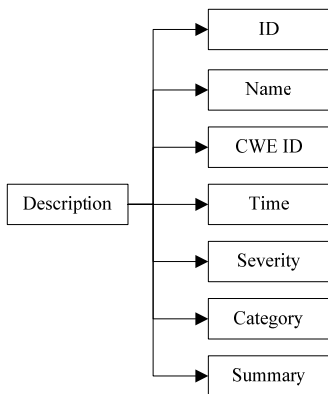 ID
Name
CWE ID
Description
Time
Severity
Category
Summary